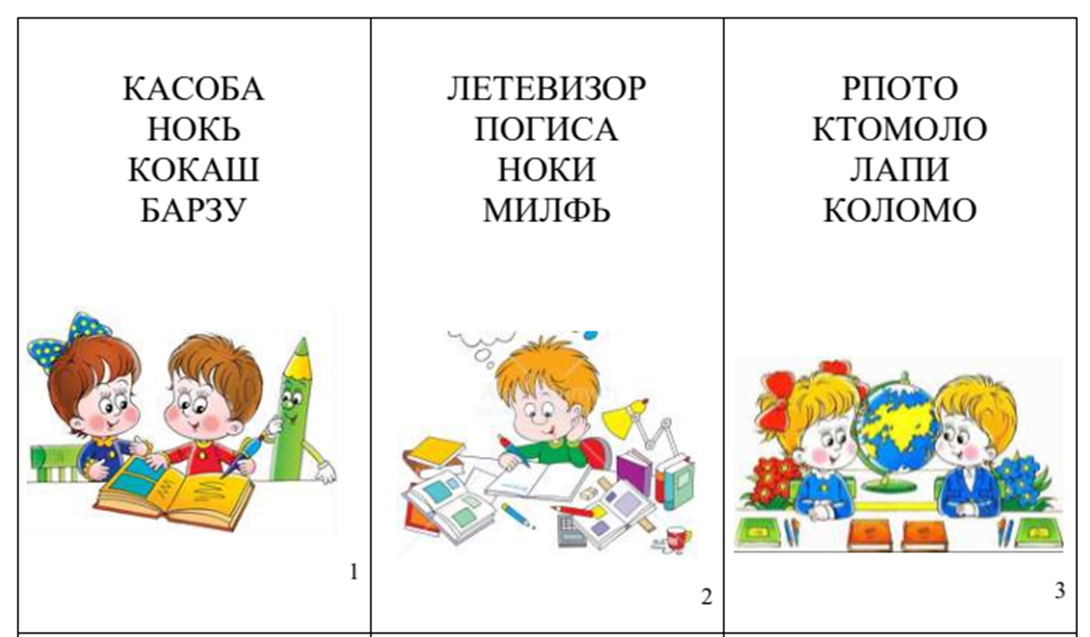 КАСОБА
НОКЬ
КОКАШ
БАРЗУ
1
ЛЕТЕВИЗОР
ПОГИСА
НОКИ
МИЛФЬ
2
РПОТО
КТОМОЛО
ЛАПИ
КОЛОМО
3